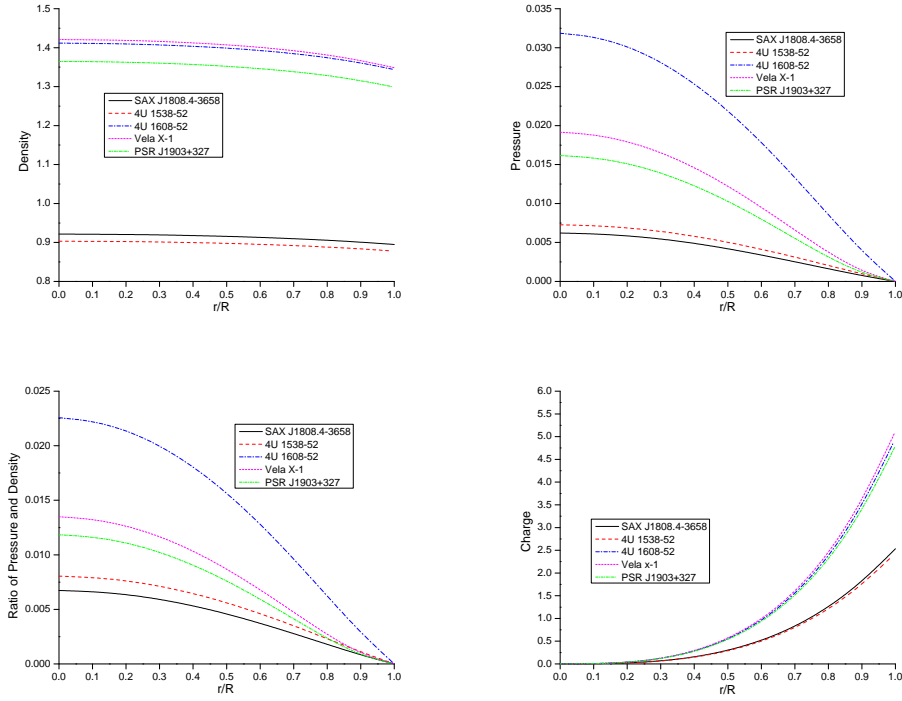 1.5
1.4
1.3
1.2
1.1
1.0
0.9
0.8
Density
SAX J1808.4-3658
4U 1538-52
4U 1608-52
Vela X-1
PSR J1903+327
0.0 0.1 0.2 0.3 0.4 0.5 0.6 0.7 0.8 0.9 1.0
r/R
0.035
0.030
0.025
0.020
0.015
0.010
0.005
0.000
Pressure
SAX J1808.4-3658
4U 1538-52
4U 1608-52
Vela X-1
PSR J1903+327
0.0 0.1 0.2 0.3 0.4 0.5 0.6 0.7 0.8 0.9 1.0
r/R
0.025
0.020
0.015
0.010
0.005
0.000
Ratio of Pressure and Density
SAX J1808.4-3658
4U 1538-52
4U 1608-52
Vela X-1
PSR J1903+327
0.0 0.1 0.2 0.3 0.4 0.5 0.6 0.7 0.8 0.9 1.0
r/R
6.0
5.5
5.0
4.5
4.0
3.5
3.0
2.5
2.0
1.5
1.0
0.5
0.0
Charge
SAX J1808.4-3658
4U 1538-52
4U 1608-52
Vela x-1
PSR J1903+327
0.0 0.1 0.2 0.3 0.4 0.5 0.6 0.7 0.8 0.9 1.0
r/R